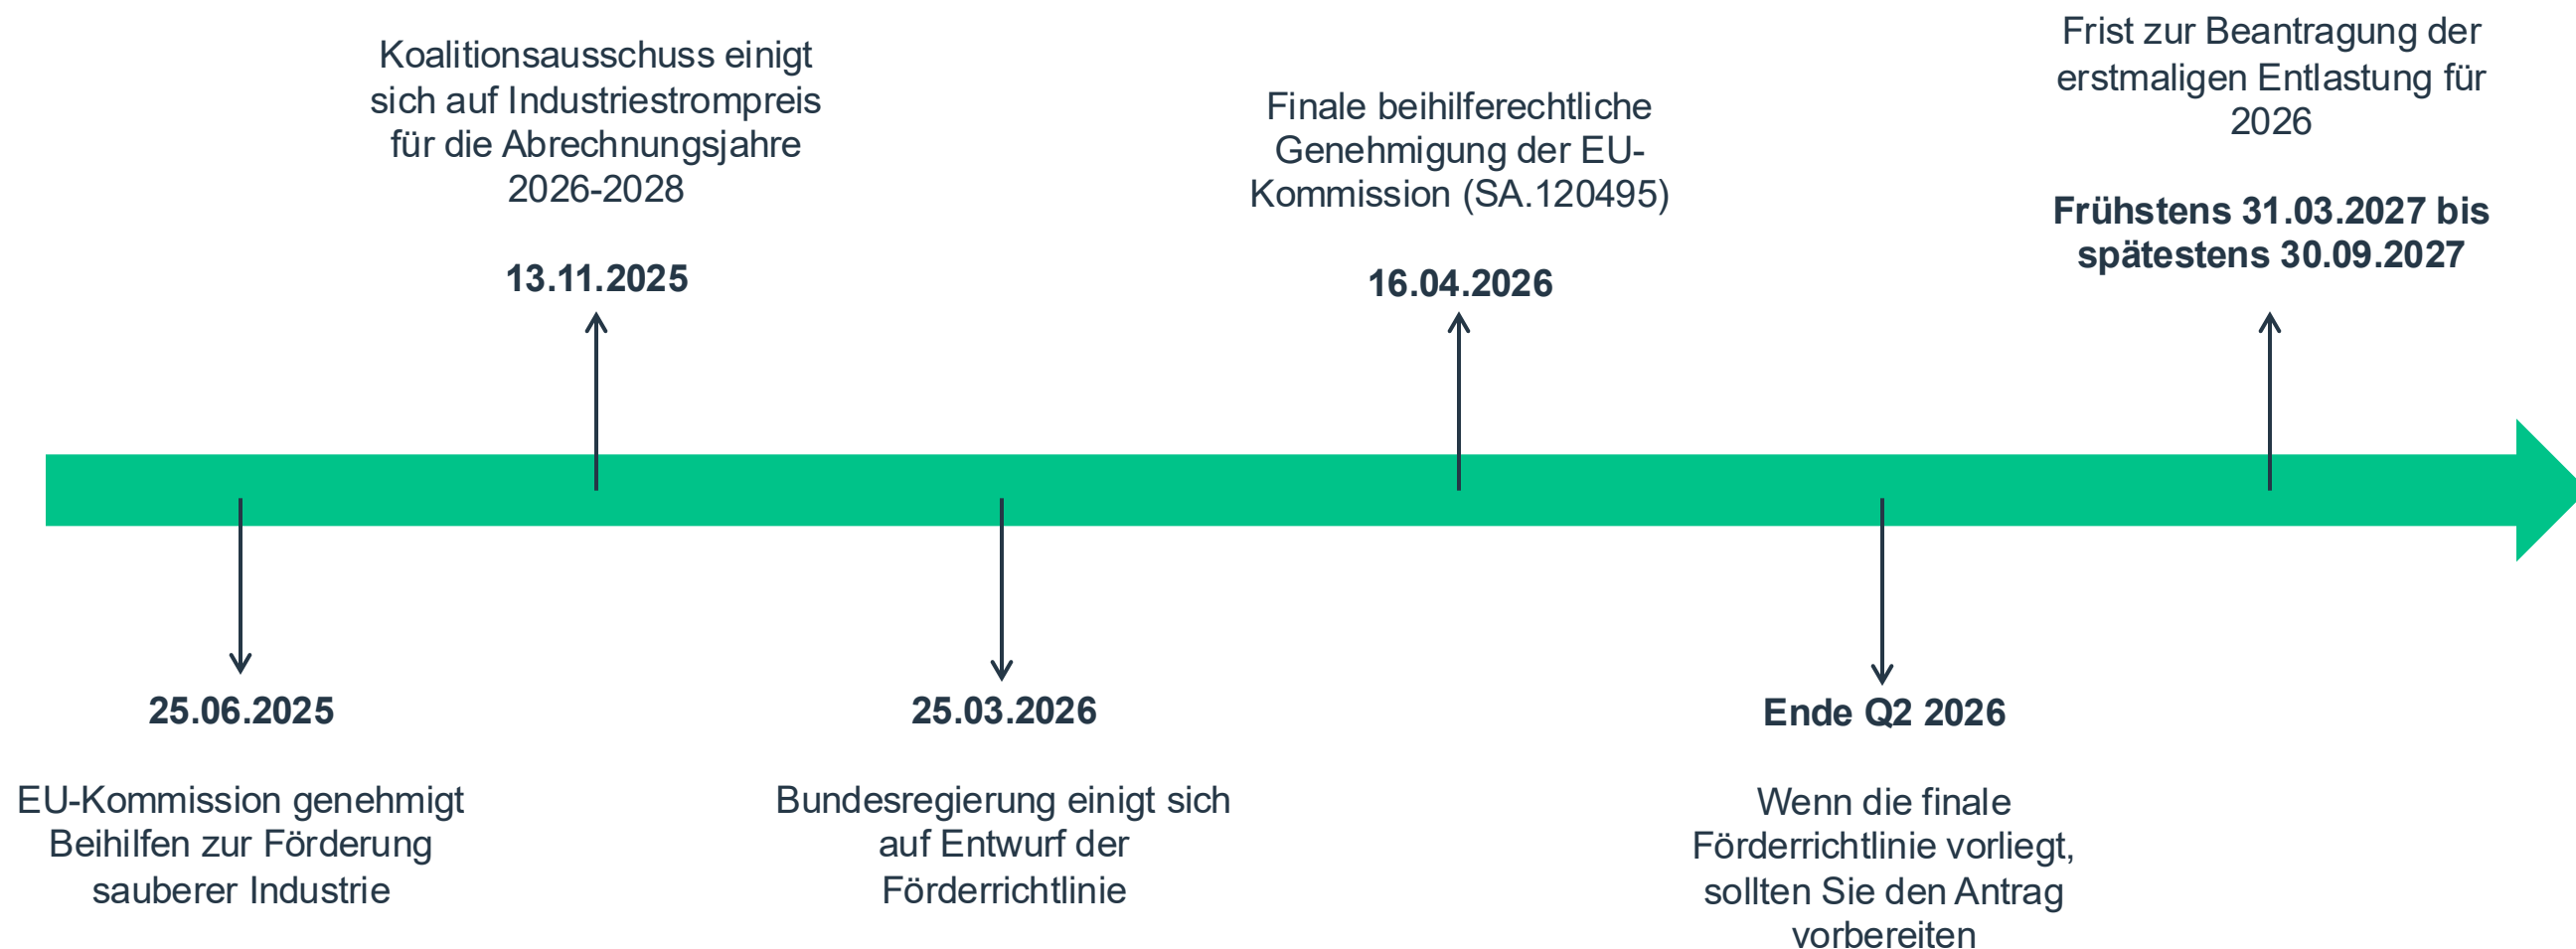 Koalitionsausschuss einigt
sich auf Industriestrompreis
für die Abrechnungsjahre
2026-2028
13.11.2025
Finale beihilferechtliche
Genehmigung der EU-
Kommission (SA.120495)
16.04.2026
Frist zur Beantragung der
erstmaligen Entlastung für
2026
Frühstens 31.03.2027 bis
spätestens 30.09.2027
25.06.2025
EU-Kommission genehmigt
Beihilfen zur Förderung
sauberer Industrie
25.03.2026
Bundesregierung einigt sich
auf Entwurf der
Förderrichtlinie
Ende Q2 2026
Wenn die finale
Förderrichtlinie vorliegt,
sollten Sie den Antrag
vorbereiten